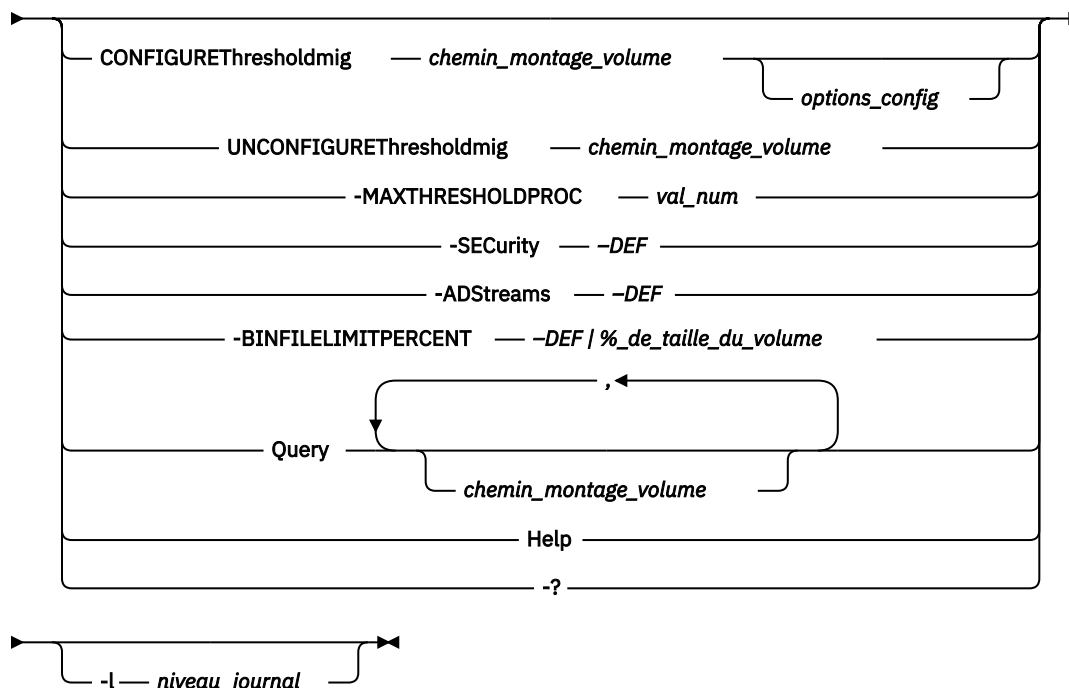 CONFIGUREThresholdmig chemin_montage_volume
options_config
UNCONFIGUREThresholdmig chemin_montage_volume
-MAXTHRESHOLDPROC val_num
-SECurity –DEF
-ADStreams –DEF
-BINFILELIMITPERCENT –DEF | %_de_taille_du_volume
,
Query
chemin_montage_volume
Help
-?
-l niveau_journal